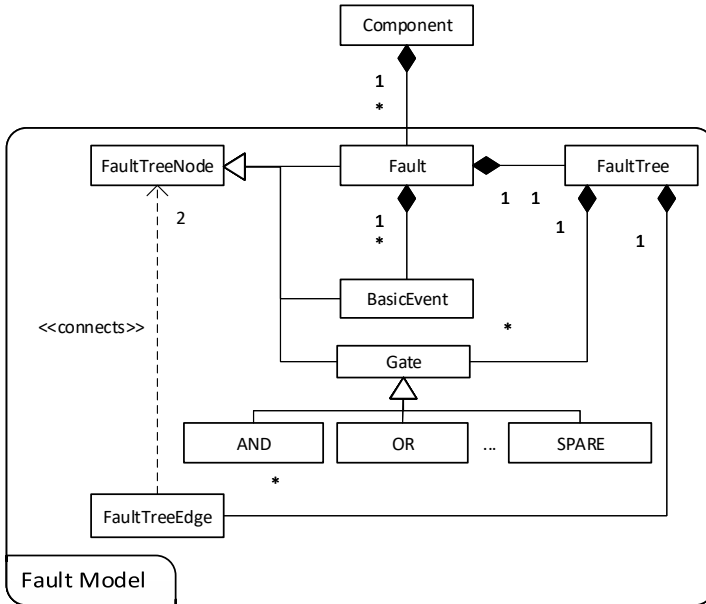 Component
1
*
FaultTreeNode
Fault
FaultTree
2
1
1 1
1
1
*
BasicEvent
<<connects>>
*
Gate
AND
OR
...
SPARE
*
FaultTreeEdge
Fault Model